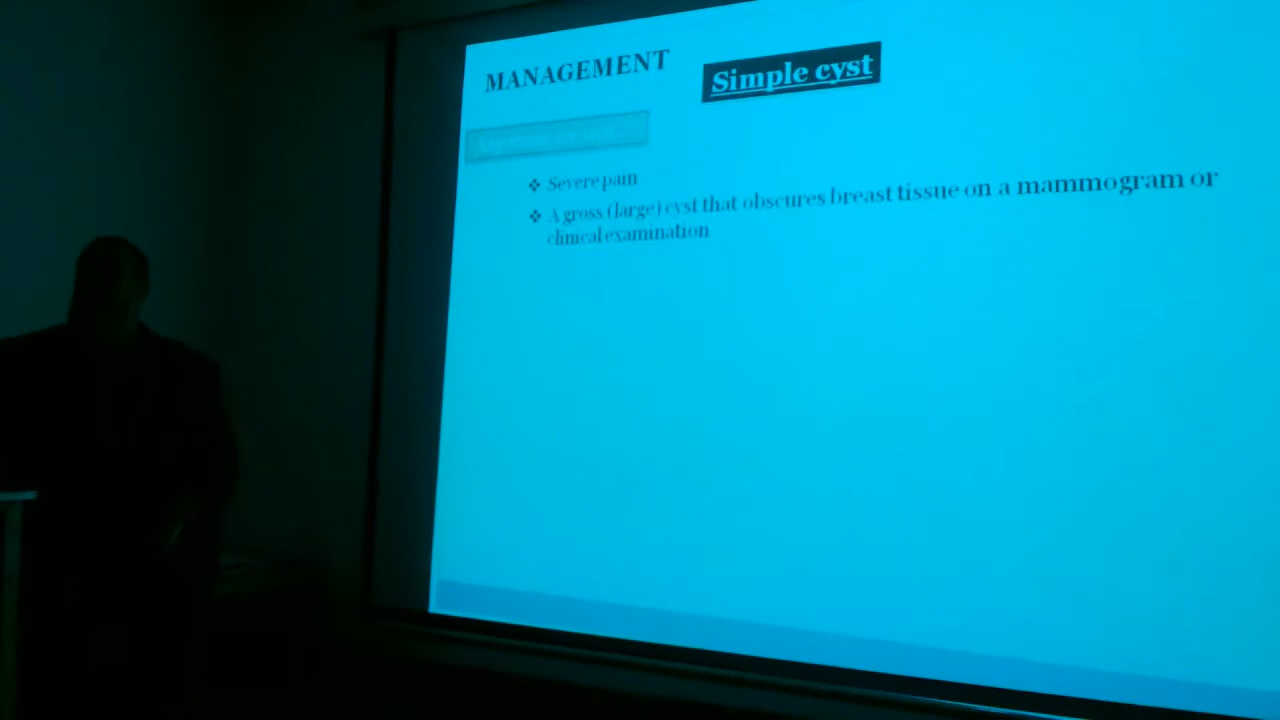 MANAGEMENT
Simple cyst
Severe pain
A gross (large) cyst that obscures breast tissue on a mammogram or
clinical examination